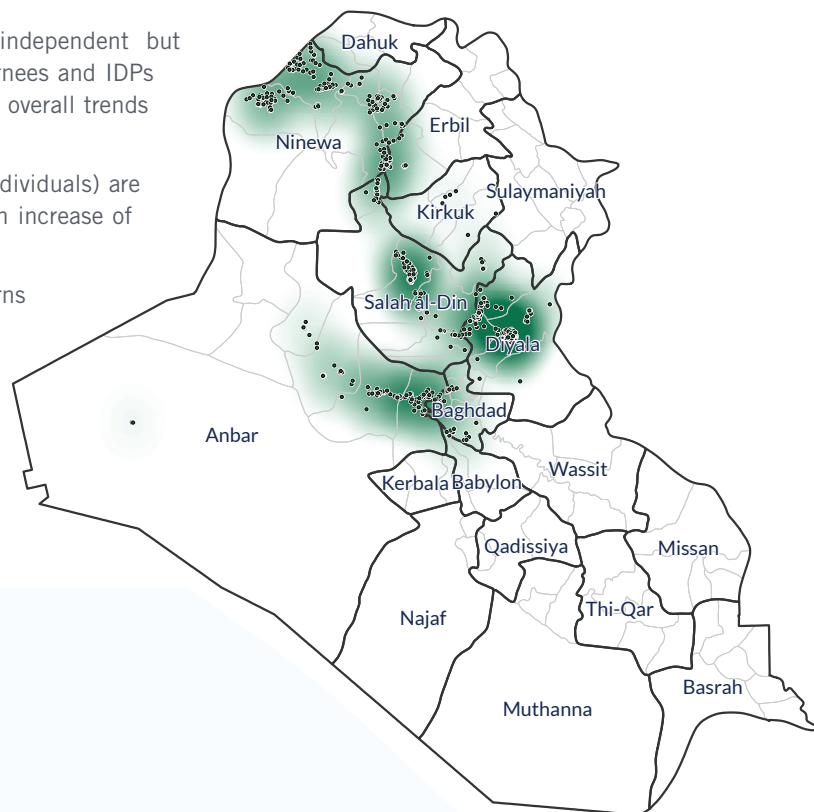 independent but
rnees and IDPs
overall trends
dividuals) are
n increase of
rns
Dahuk
Erbil
Ninewa
Sulaymaniyah
Kirkuk
Salah al-Din
Diyala
Baghdad
Anbar
Wassit
Kerbala
Babylon
Qadissiya
Missan
Thi-Qar
Najaf
Basrah
Muthanna